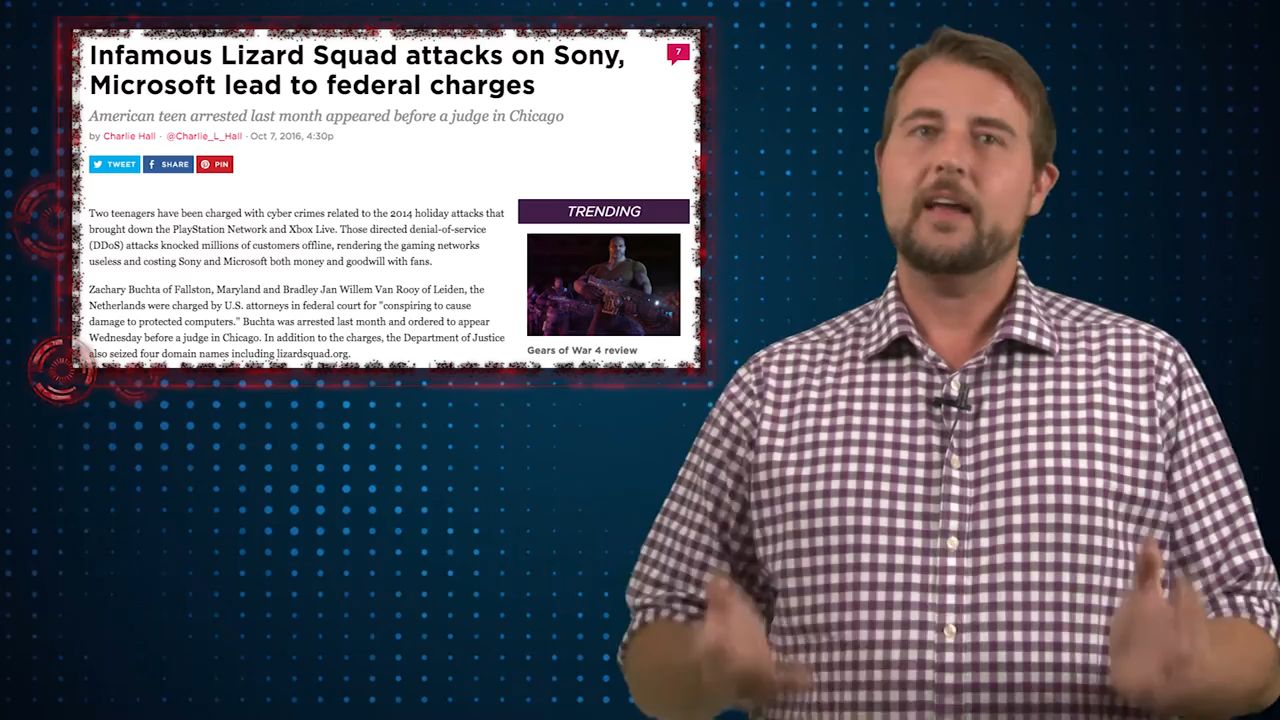 Infamous Lizard Squad attacks on Sony,
Microsoft lead to federal charges
7
American teen arrested last month appeared before a judge in Chicago
by Charlie Hall · @Charlie_L_Hall · Oct 7, 2016, 4:30p
TWEET SHARE PIN
Two teenagers have been charged with cyber crimes related to the 2014 holiday attacks that
brought down the PlayStation Network and Xbox Live. Those directed denial-of-service
(DDoS) attacks knocked millions of customers offline, rendering the gaming networks
useless and costing Sony and Microsoft both money and goodwill with fans.
Zachary Buchta of Fallston, Maryland and Bradley Jan Willem Van Rooy of Leiden, the
Netherlands were charged by U.S. attorneys in federal court for "conspiring to cause
damage to protected computers." Buchta was arrested last month and ordered to appear
Wednesday before a judge in Chicago. In addition to the charges, the Department of Justice
also seized four domain names including lizardsquad.org.
TRENDING
Gears of War 4 review